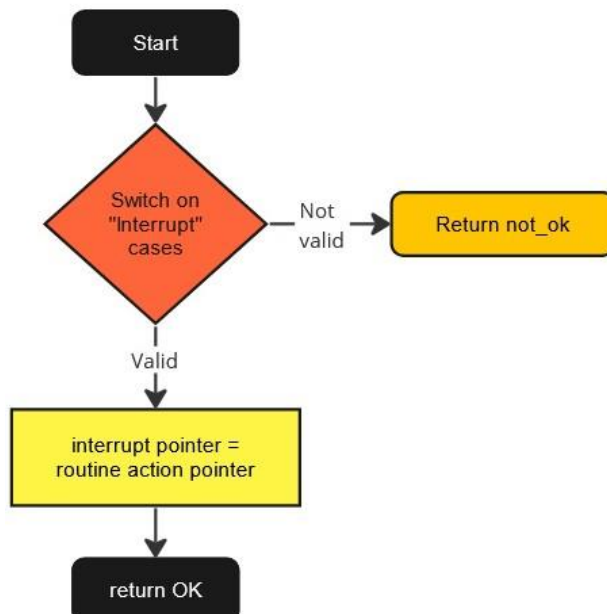 Start
Switch on
"Interrupt"
cases
Not
valid
Return not_ok
Valid
interrupt pointer =
routine action pointer
return OK